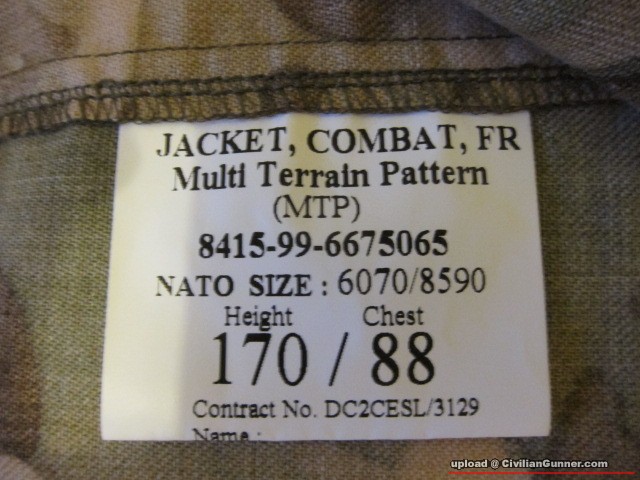 JACKET, COMBAT, FR
Multi Terrain Pattern
(MTP)
8415-99-6675065
NATO SIZE : 6070/8590
Height Chest
170 / 88
Contract No. DC2CESL/3129
Name :
upload @ CivilianGunner.com